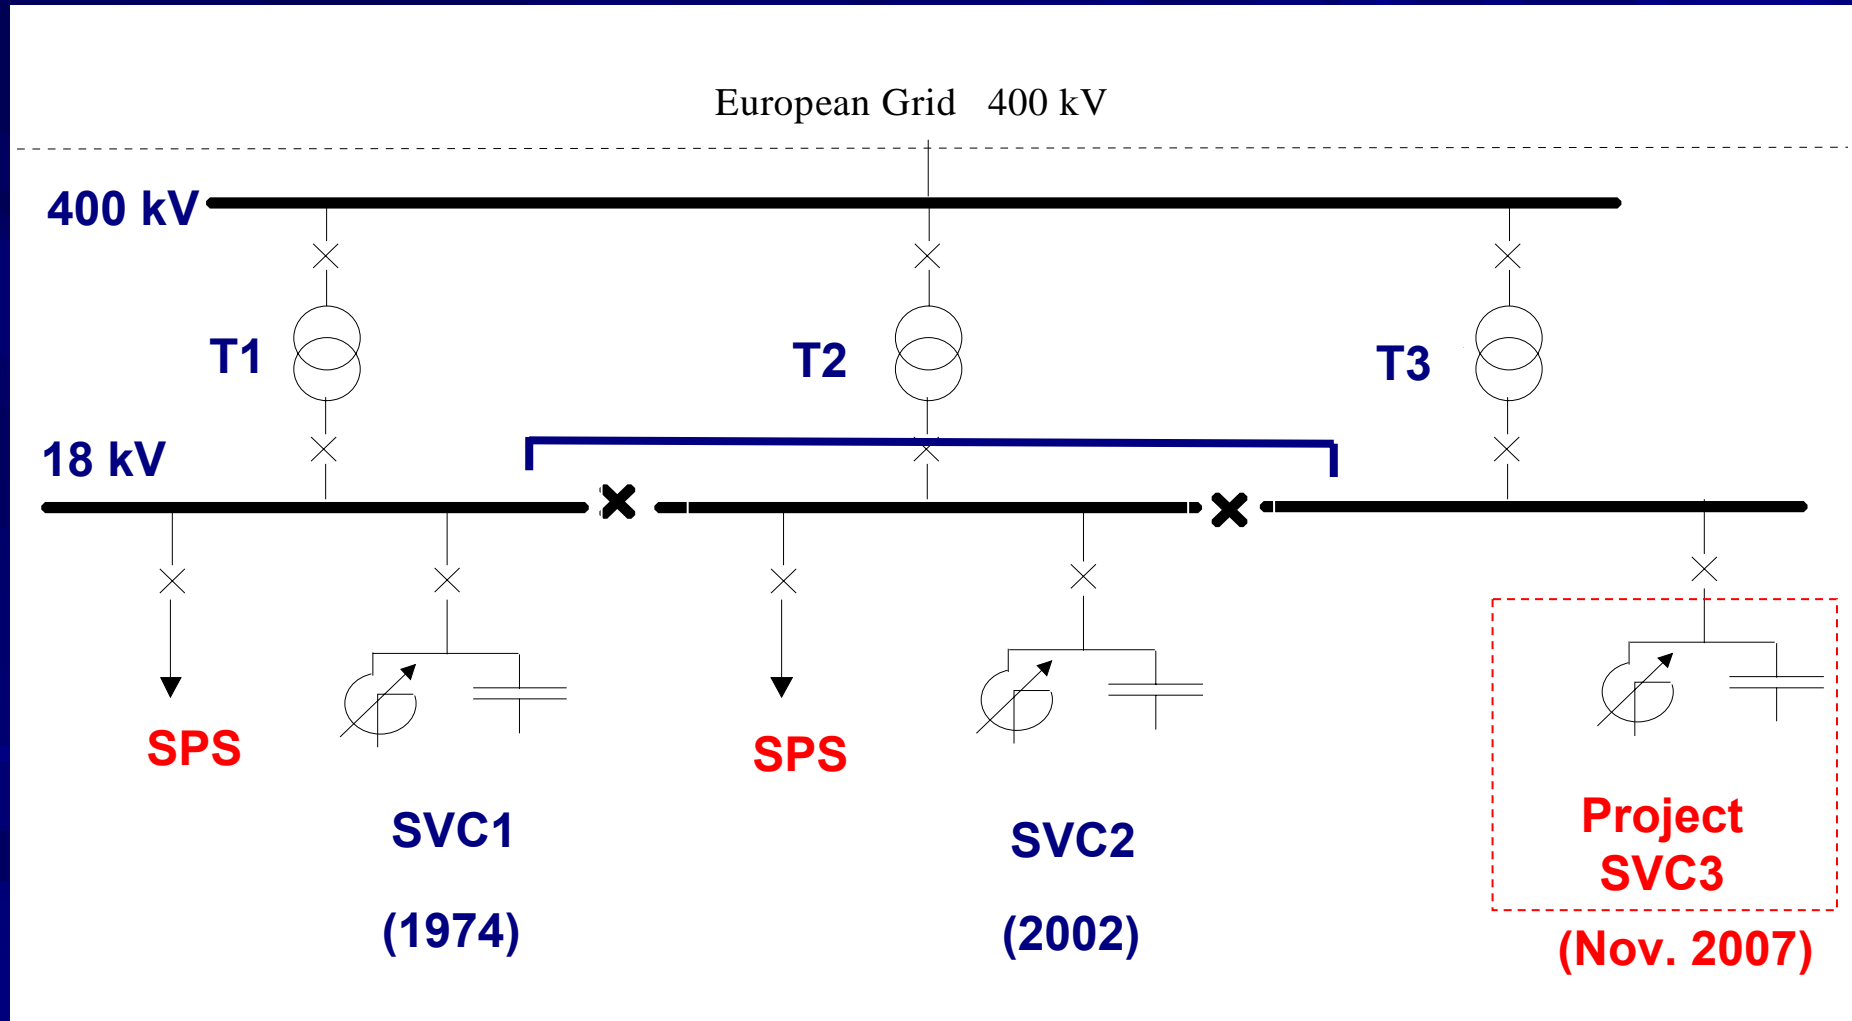 European Grid 400 kV
400 kV
T1
T2
T3
18 kV
SPS
SPS
SVC1
(1974)
SVC2
(2002)
Project
SVC3
(Nov. 2007)